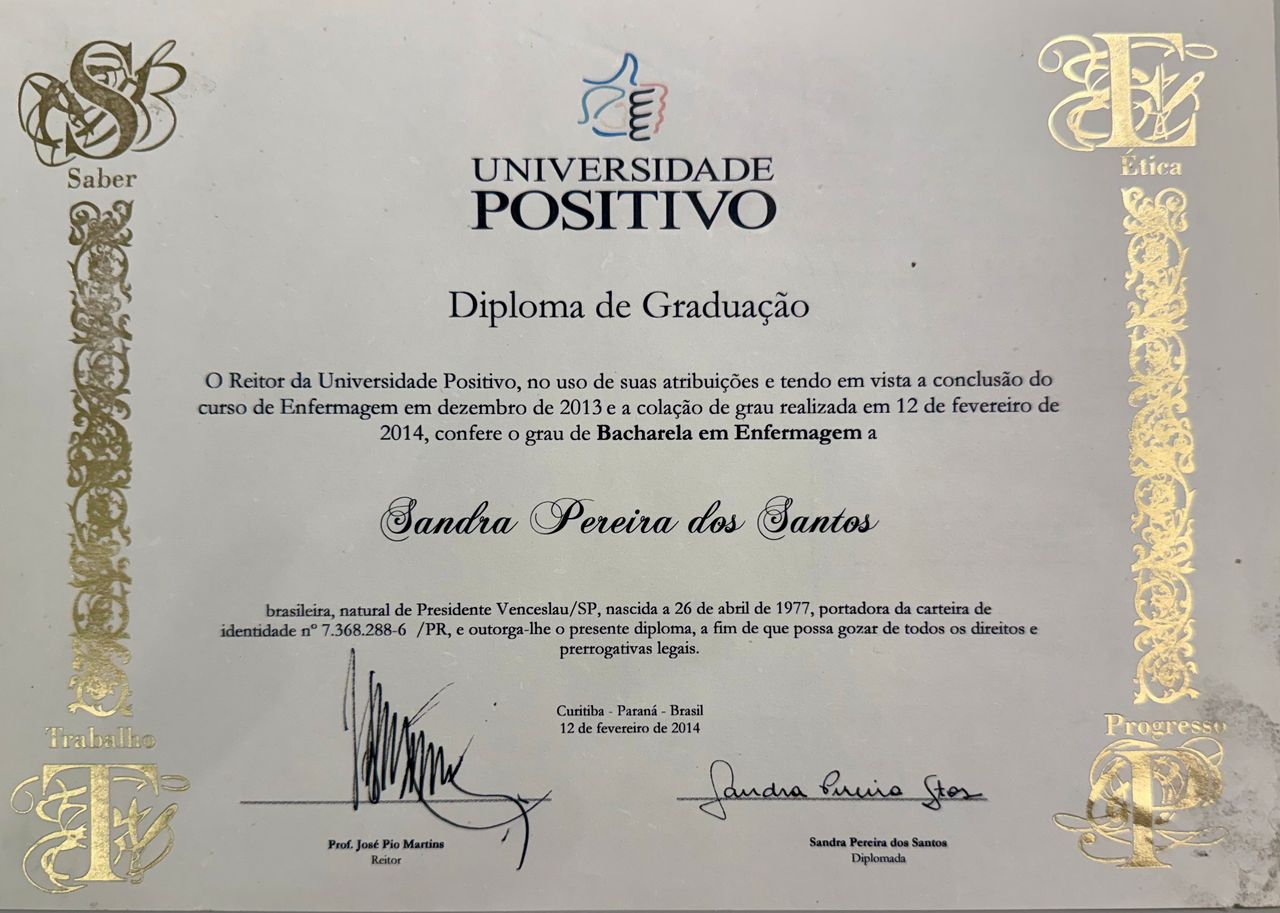 S
Saber
E
Ética
UNIVERSIDADE
POSITIVO
Diploma de Graduação
O Reitor da Universidade Positivo, no uso de suas atribuições e tendo em vista a conclusão do
curso de Enfermagem em dezembro de 2013 e a colação de grau realizada em 12 de fevereiro de
2014, confere o grau de Bacharela em Enfermagem a
Sandra Pereira dos Santos
brasileira, natural de Presidente Venceslau/SP, nascida a 26 de abril de 1977, portadora da carteira de
identidade nº 7.368.288-6 /PR, e outorga-lhe o presente diploma, a fim de que possa gozar de todos os direitos e
prerrogativas legais.
Curitiba - Paraná - Brasil
12 de fevereiro de 2014
Trabalho
T
Progresso
P
Sandra Pereira Stos
Prof. José Pio Martins
Reitor
Sandra Pereira dos Santos
Diplomada